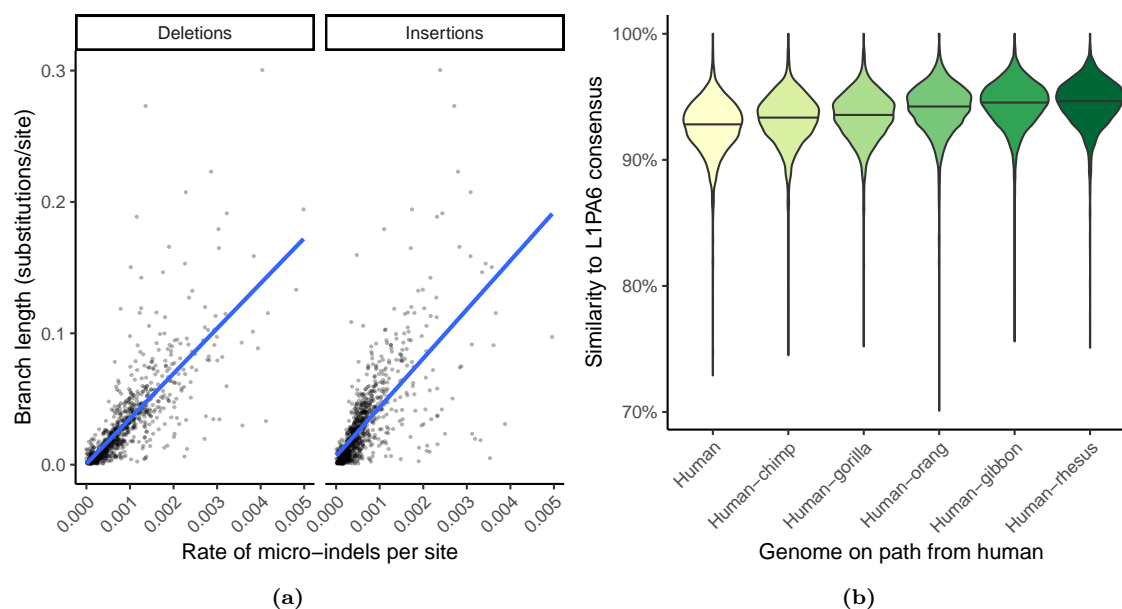 Deletions
Insertions
Branch length (substitutions/site)
0.3
0.2
0.1
0.0
0.000
0.001
0.002
0.003
0.004
0.005
0.000
0.001
0.002
0.003
0.004
0.005
Rate of micro−indels per site
(a)
Similarity to L1PA6 consensus
100%
90%
80%
70%
Human
Human−chimp
Human−gorilla
Human−orang
Human−gibbon
Human−rhesus
Genome on path from human
(b)